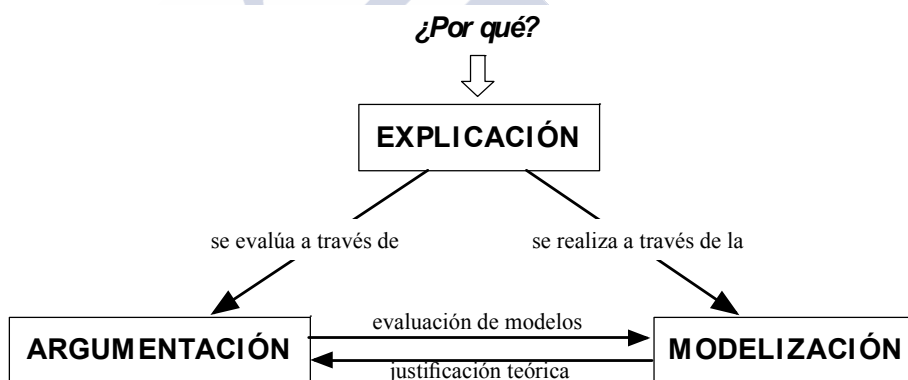 ¿Por qué?
EXPLICACIÓN
se evalúa a través de
se realiza a través de la
evaluación de modelos
ARGUMENTACIÓN
MODELIZACIÓN
justificación teórica